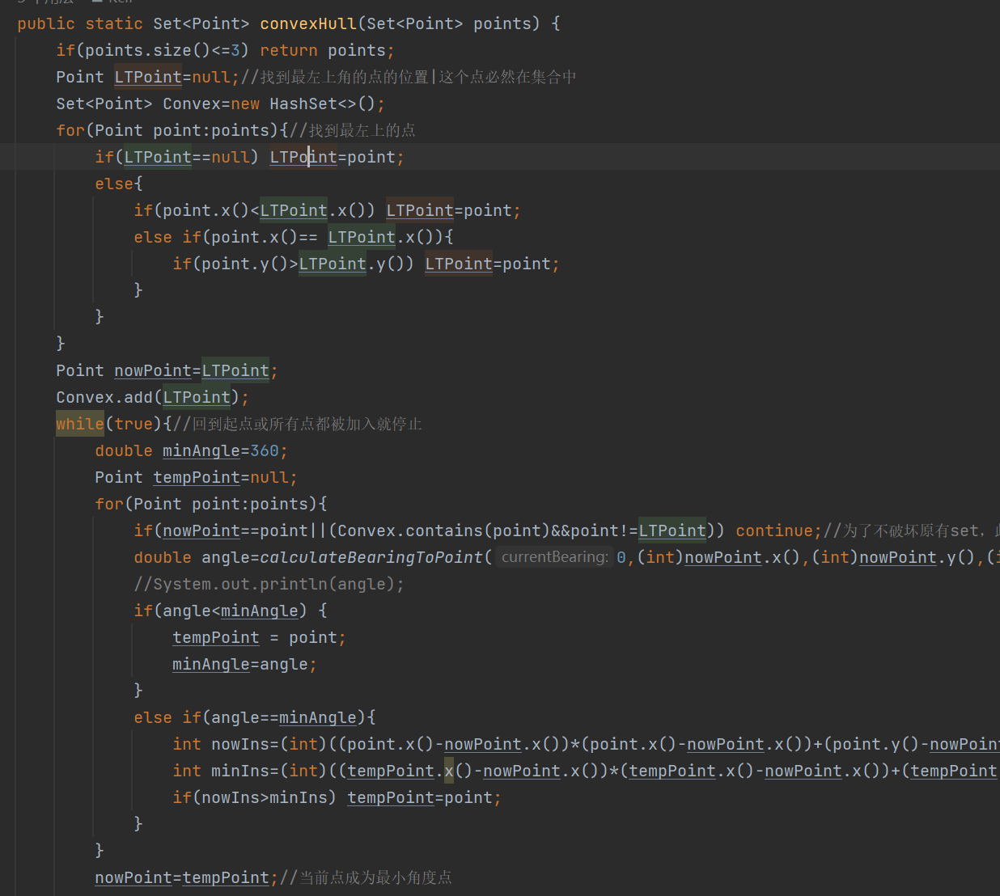 public static Set<Point> convexHull(Set<Point> points) {
if(points.size()<=3) return points;
Point LTPoint=null;//找到最左上角的点的位置|这个点必然在集合中
Set<Point> Convex=new HashSet<>();
for(Point point:points){//找到最左上的点
if(LTPoint==null) LTPoint=point;
else{
if(point.x()<LTPoint.x()) LTPoint=point;
else if(point.x()== LTPoint.x()){
if(point.y()>LTPoint.y()) LTPoint=point;
}
}
}
Point nowPoint=LTPoint;
Convex.add(LTPoint);
while(true){//回到起点或所有点都被加入就停止
double minAngle=360;
Point tempPoint=null;
for(Point point:points){
if(nowPoint==point||(Convex.contains(point)&&point!=LTPoint)) continue;//为了不破坏原有set，
double angle=calculateBearingToPoint( currentBearing: 0,(int)nowPoint.x(),(int)nowPoint.y(),(i
//System.out.println(angle);
if(angle<minAngle) {
tempPoint = point;
minAngle=angle;
}
else if(angle==minAngle){
int nowIns=(int)((point.x()-nowPoint.x())*(point.x()-nowPoint.x())+(point.y()-nowPoin
int minIns=(int)((tempPoint.x()-nowPoint.x())*(tempPoint.x()-nowPoint.x())+(tempPoint
if(nowIns>minIns) tempPoint=point;
}
}
nowPoint=tempPoint;//当前点成为最小角度点